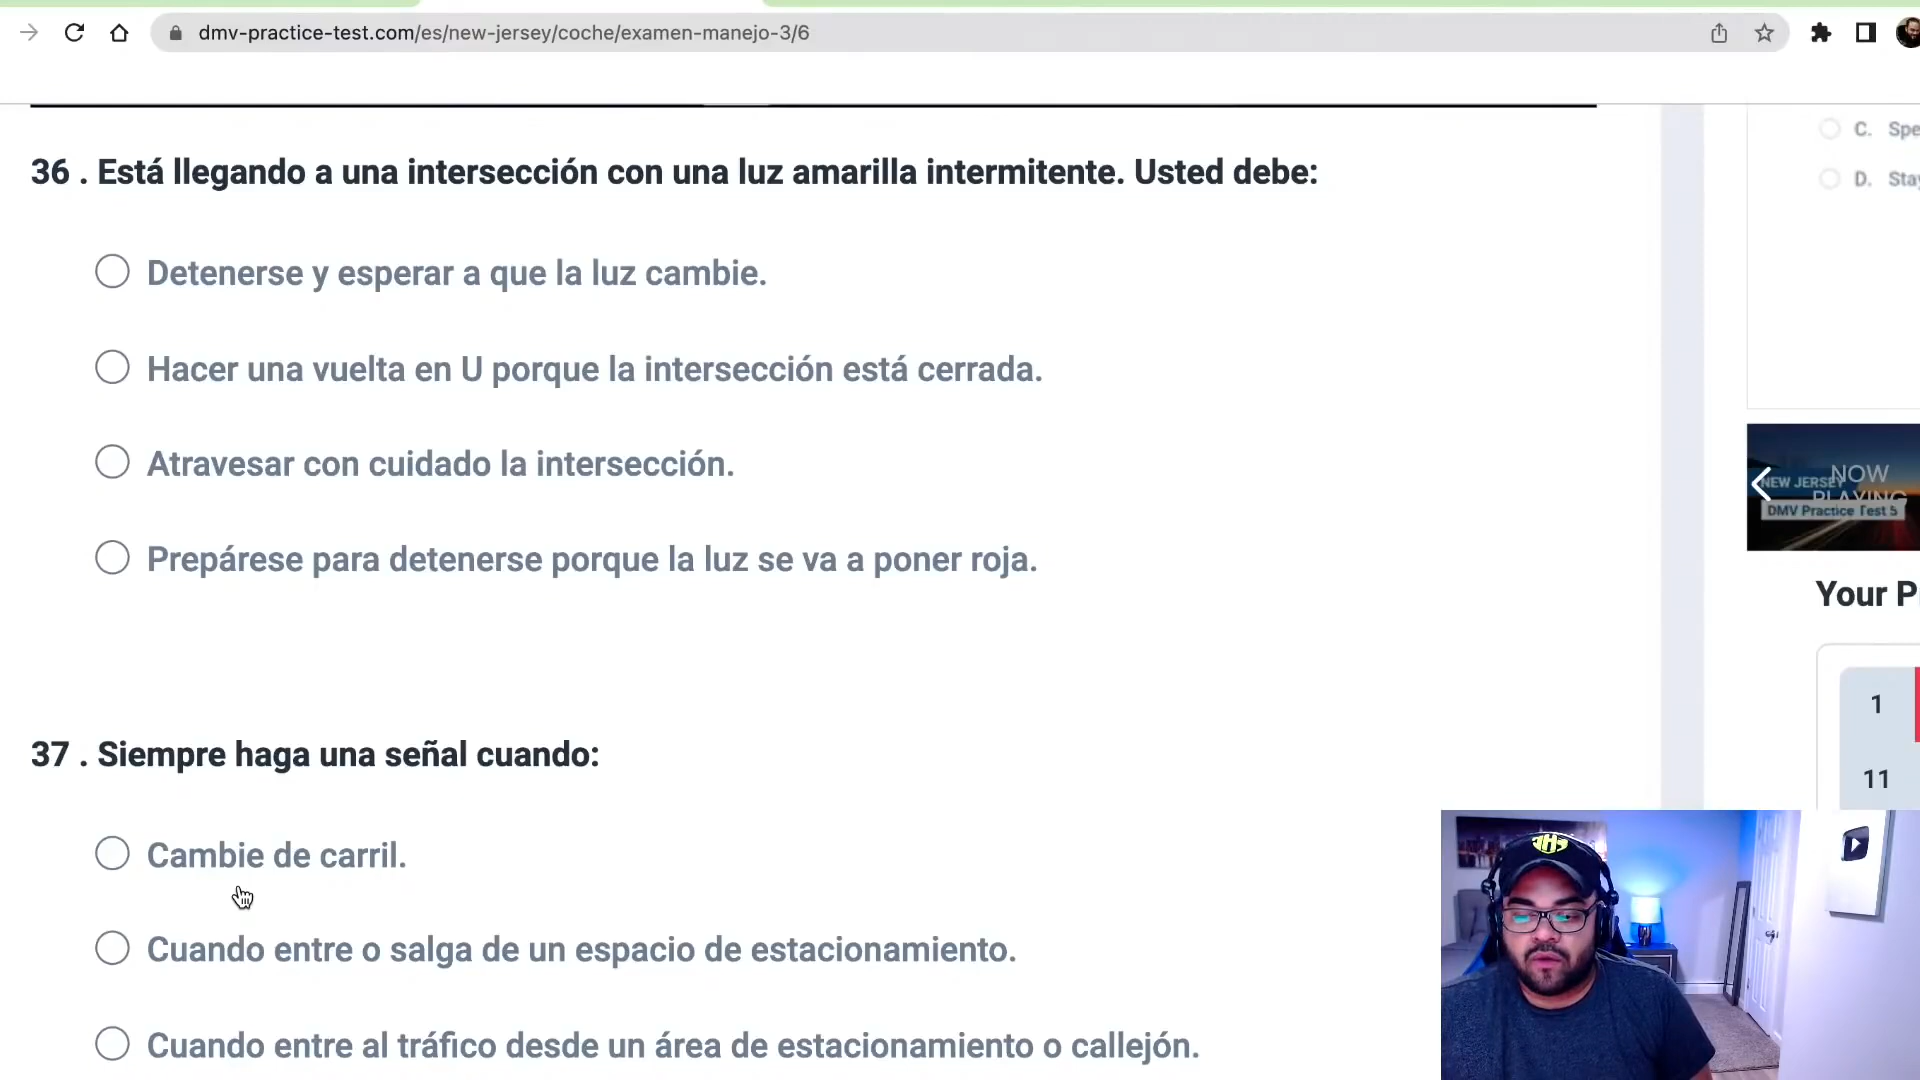 dmv-practice-test.com/es/new-jersey/coche/examen-manejo-3/6
36 . Está llegando a una intersección con una luz amarilla intermitente. Usted debe:
Detenerse y esperar a que la luz cambie.
Hacer una vuelta en U porque la intersección está cerrada.
Atravesar con cuidado la intersección.
Prepárese para detenerse porque la luz se va a poner roja.
37 . Siempre haga una señal cuando:
Cambie de carril.
Cuando entre o salga de un espacio de estacionamiento.
Cuando entre al tráfico desde un área de estacionamiento o callejón.
C. Spe
D. Stay
NOW
PLAYING
NEW JERSEY
DMV Practice Test 5
Your P
1
11